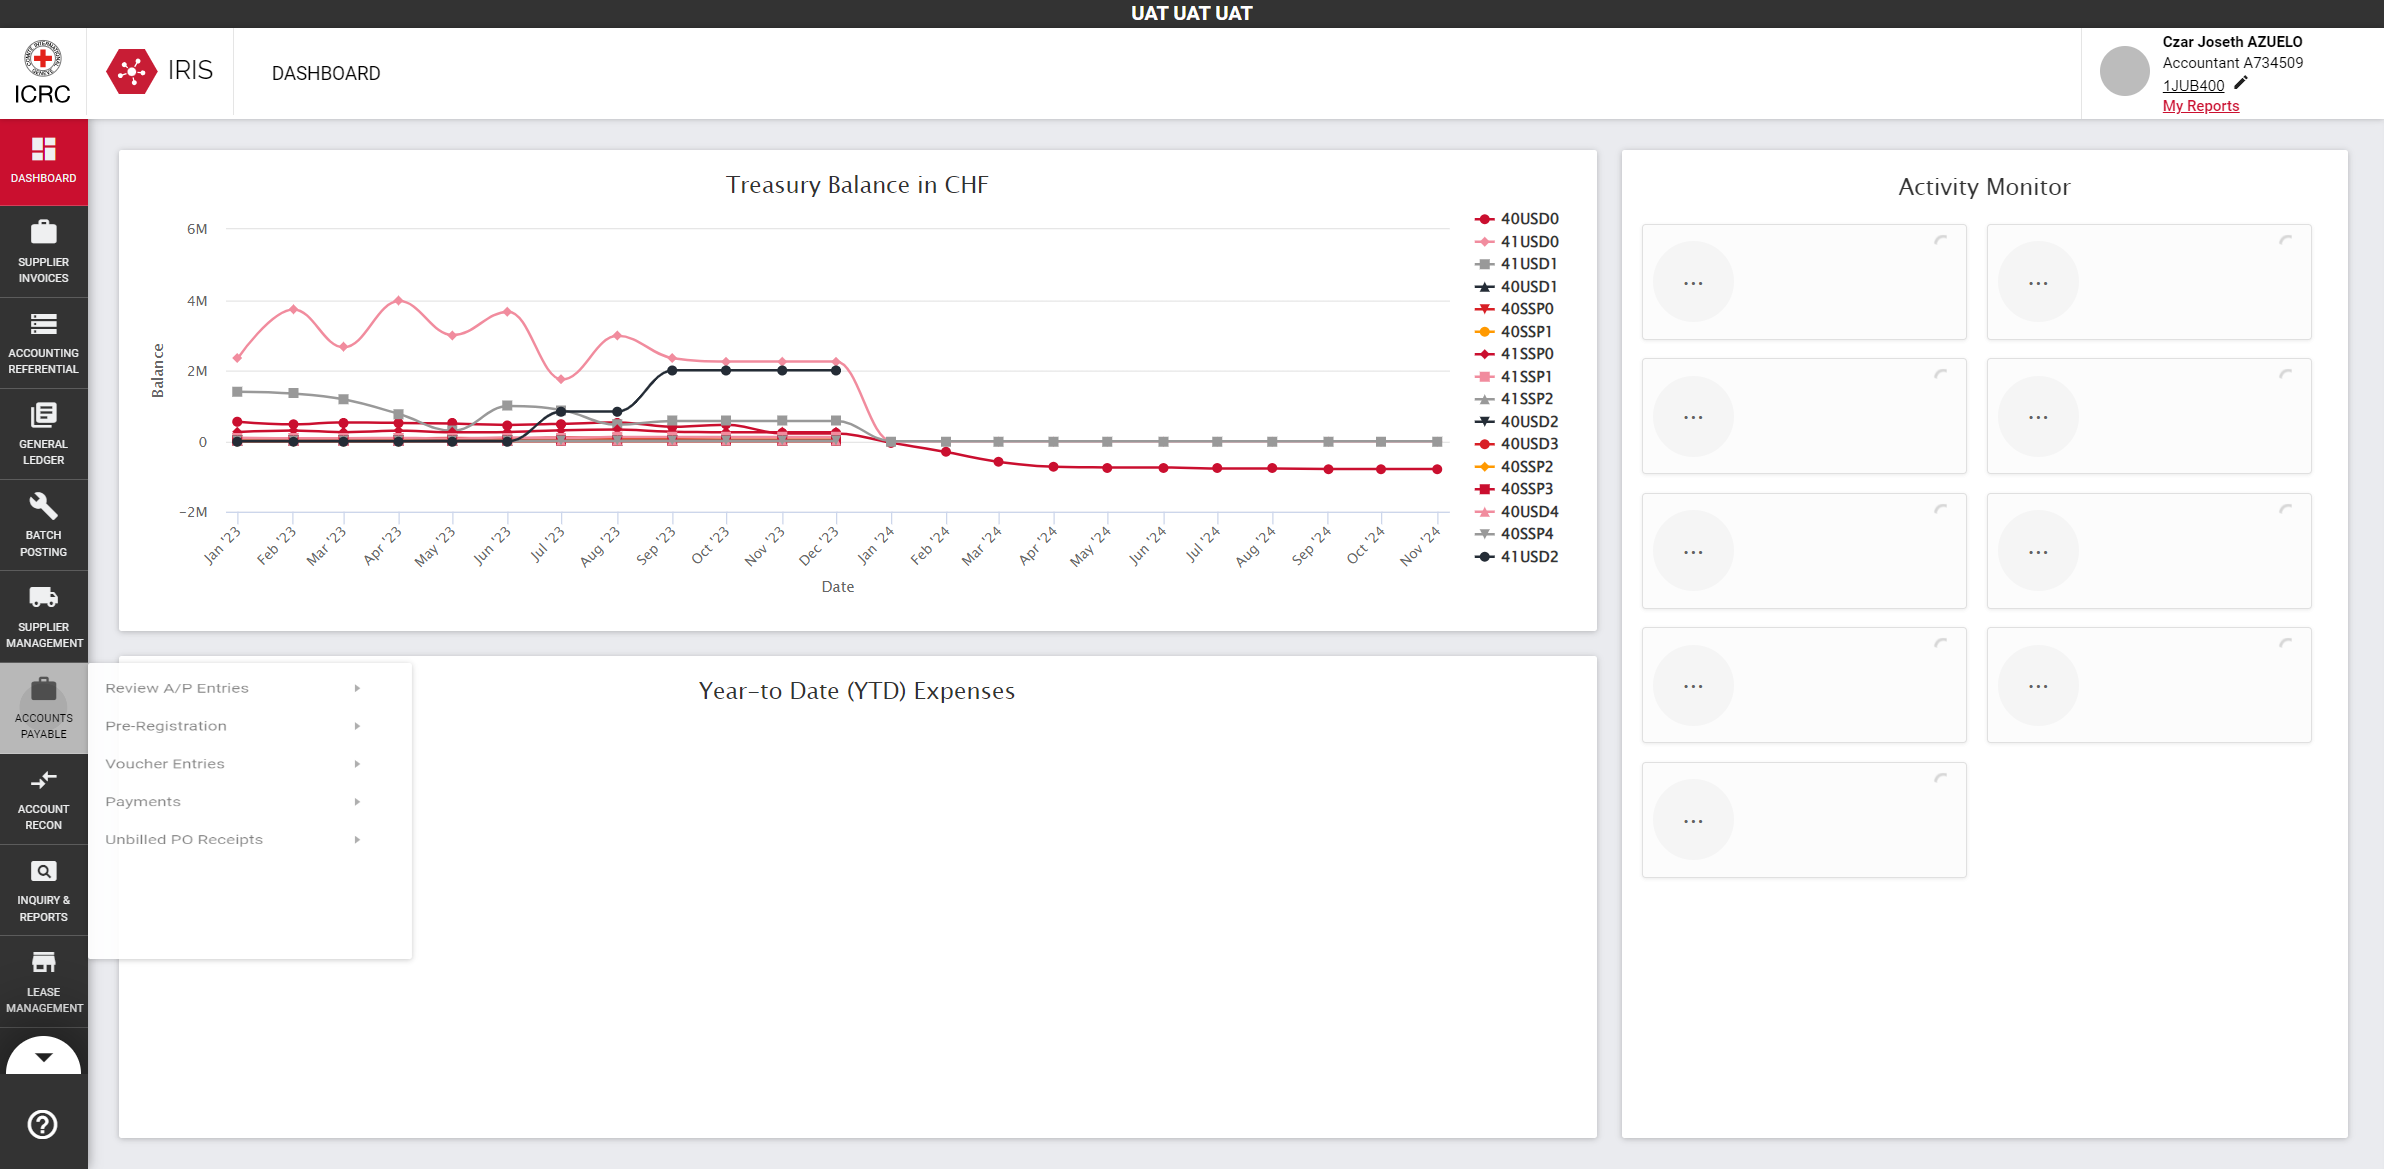 UAT UAT UAT
ICRC
IRIS
DASHBOARD
Czar Joseth AZUELO
Accountant A734509
1JUB400
My Reports
DASHBOARD
SUPPLIER
INVOICES
ACCOUNTING
REFERENTIAL
GENERAL
LEDGER
BATCH
POSTING
SUPPLIER
MANAGEMENT
ACCOUNTS
PAYABLE
ACCOUNT
RECON
INQUIRY &
REPORTS
LEASE
MANAGEMENT
Review A/P Entries
Pre-Registration
Voucher Entries
Payments
Unbilled PO Receipts
Treasury Balance in CHF
Balance
6M
4M
2M
0
-2M
Jan '23
Feb '23
Mar '23
Apr '23
May '23
Jun '23
Jul '23
Aug '23
Sep '23
Oct '23
Nov '23
Dec '23
Jan '24
Feb '24
Mar '24
Apr '24
May '24
Jun '24
Jul '24
Aug '24
Sep '24
Oct '24
Nov '24
Date
40USD0
41USD0
41USD1
40USD1
40SSP0
40SSP1
41SSP0
41SSP1
41SSP2
40USD2
40USD3
40SSP2
40SSP3
40USD4
40SSP4
41USD2
Year-to Date (YTD) Expenses
Activity Monitor
...
...
...
...
...
...
...
...
...